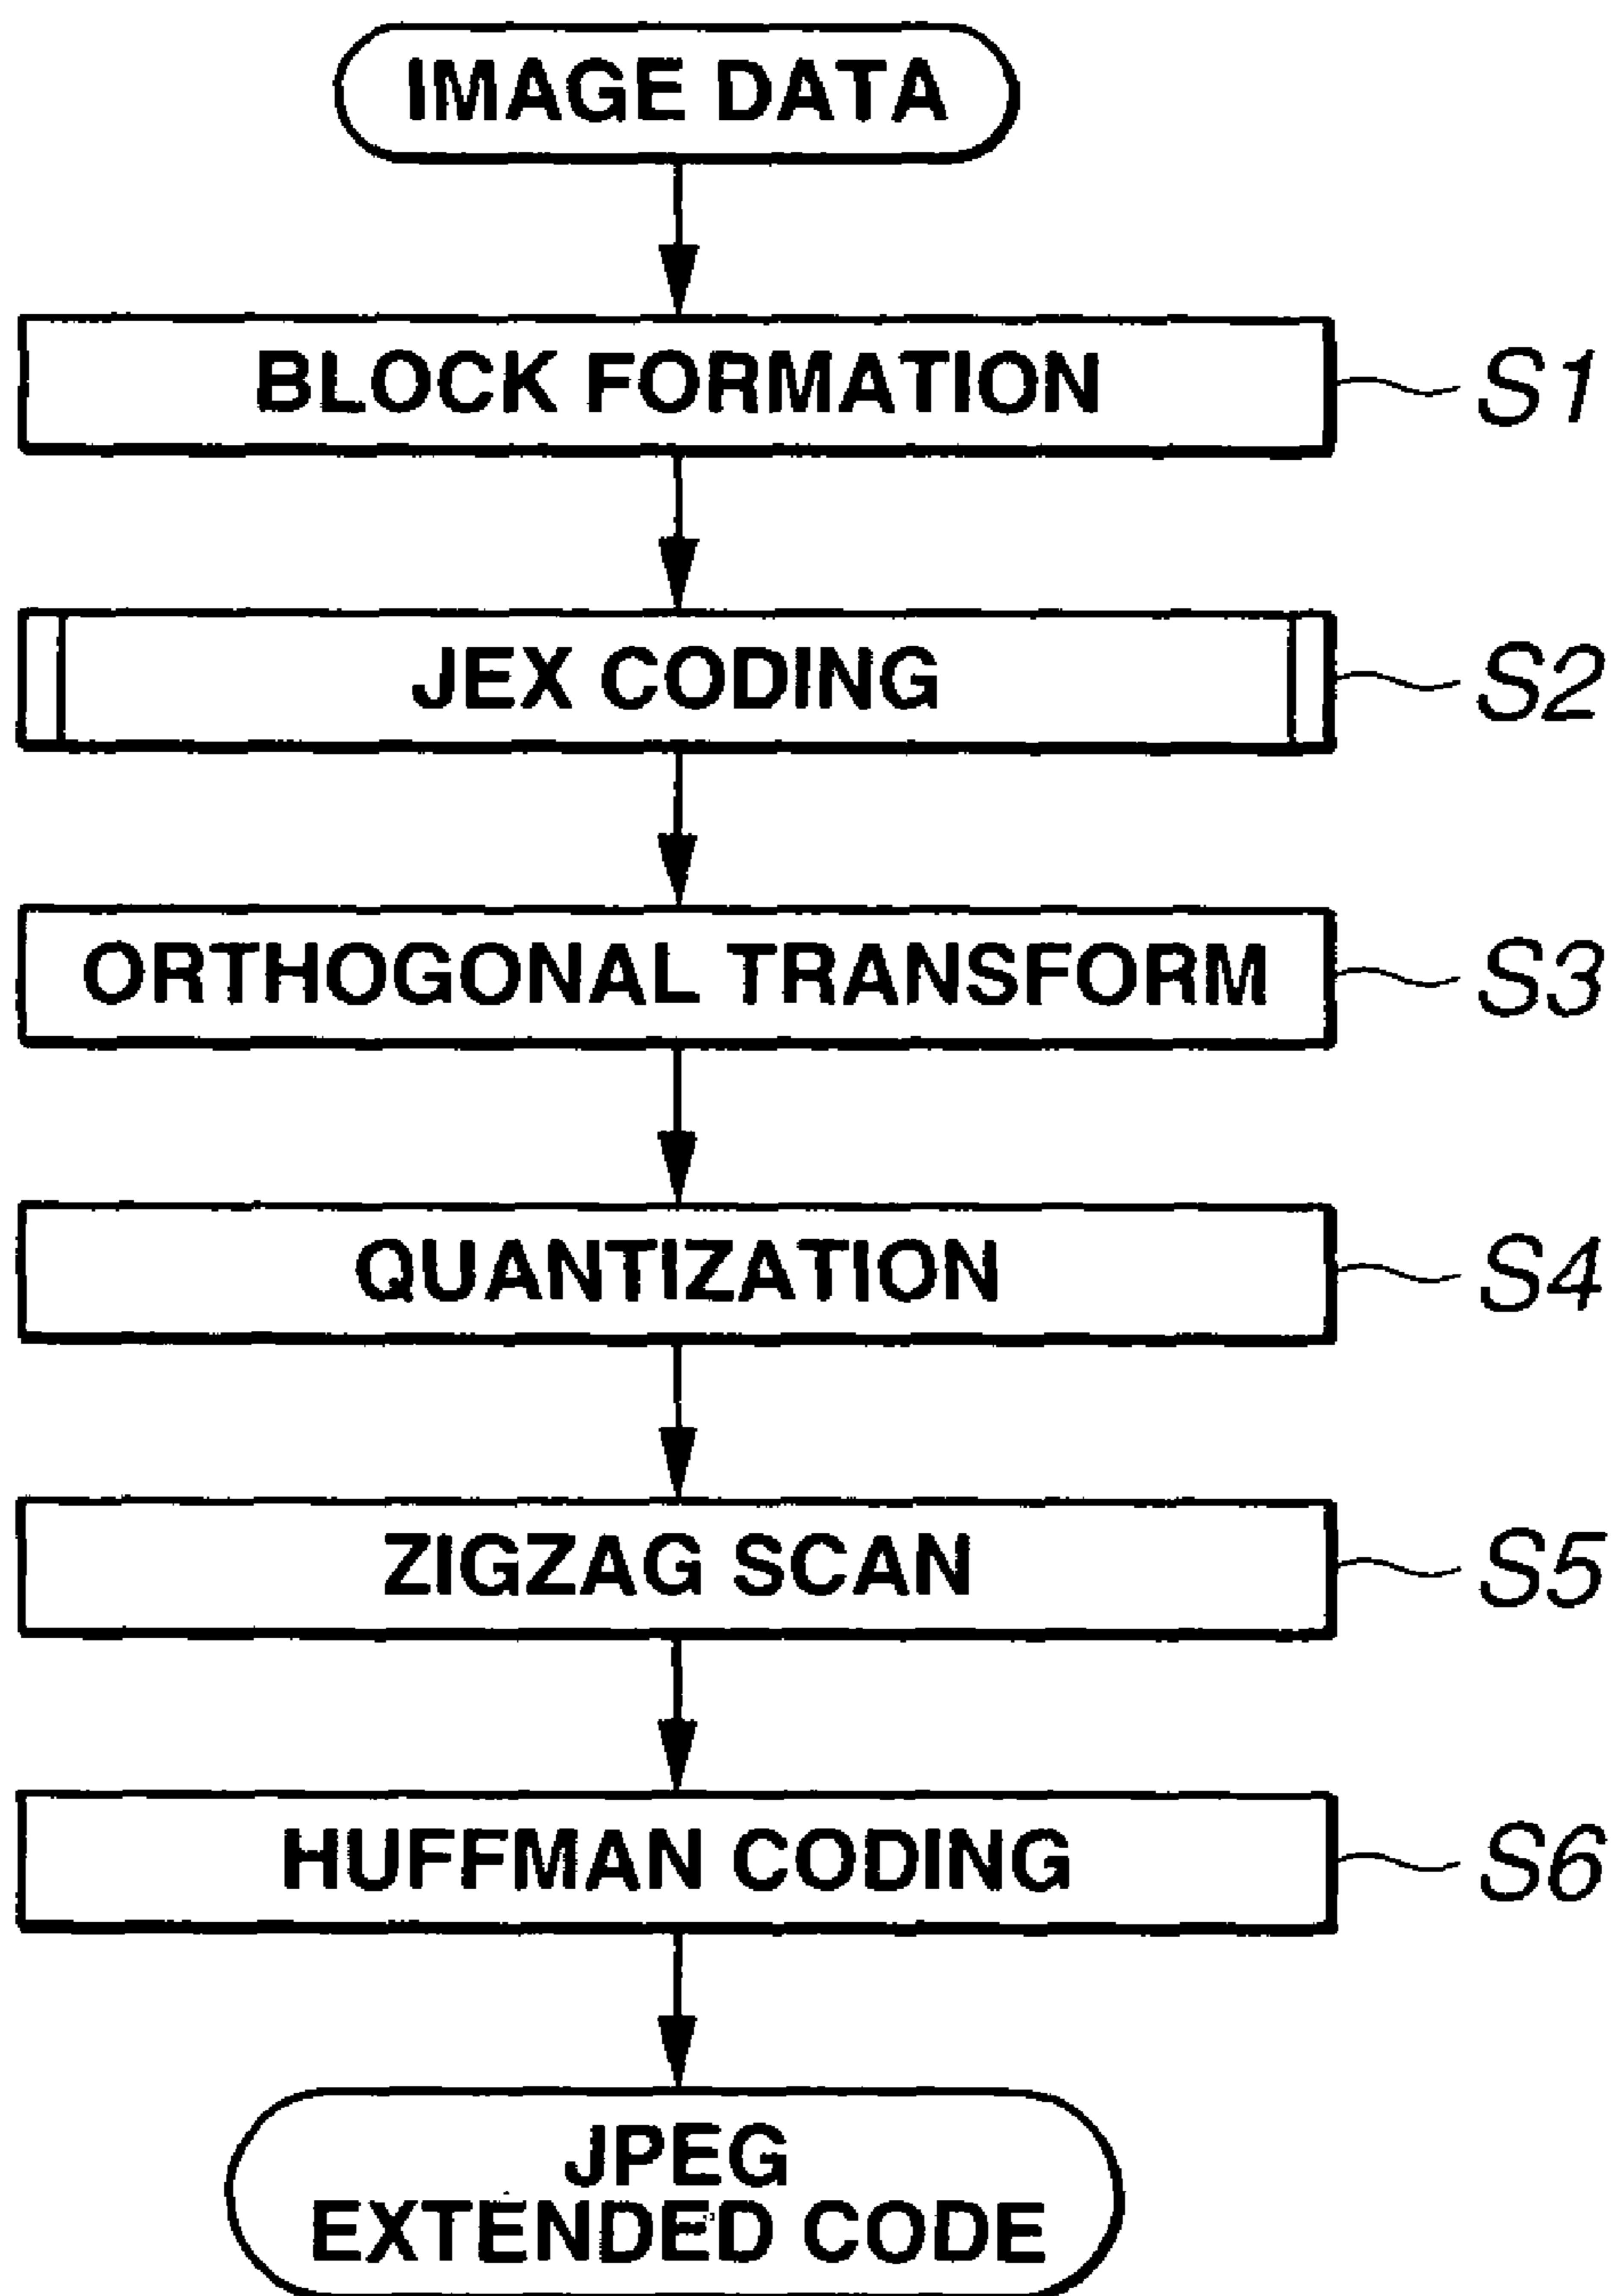 IMAGE DATA
BLOCK FORMATION
S1
JEX CODING
S2
ORTHOGONAL TRANSFORM
S3
QUANTIZATION
S4
ZIGZAG SCAN
S5
HUFFMAN CODING
S6
JPEG
EXTENDED CODE